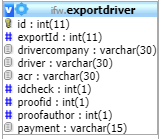 ifw.exportdriver
id : int(11)
exportId : int(11)
drivercompany : varchar(30)
driver : varchar(30)
acr : varchar(30)
idcheck : int(1)
proofid : int(1)
proofauthor : int(1)
payment : varchar(15)